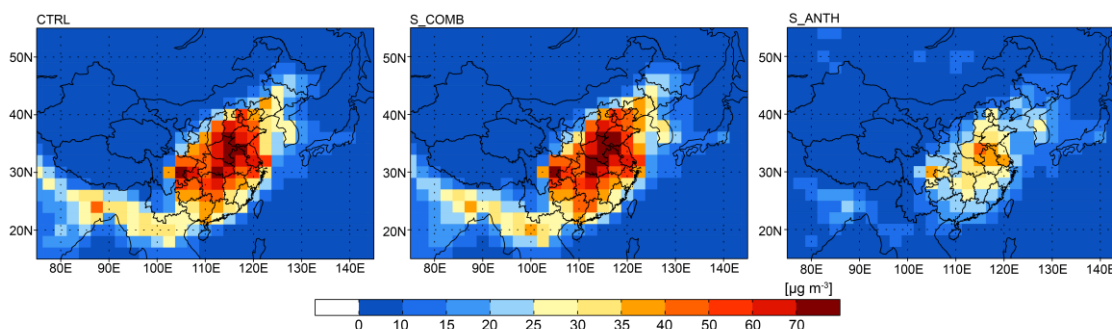 CTRL S_COMB S_ANTH
50N 50N 50N
40N 40N 40N
30N 30N 30N
20N 20N 20N
80E 90E 100E 110E 120E 130E 140E 80E 90E 100E 110E 120E 130E 140E 80E 90E 100E 110E 120E 130E 140E
[µg m⁻³]
0 10 15 20 25 30 35 40 50 60 70